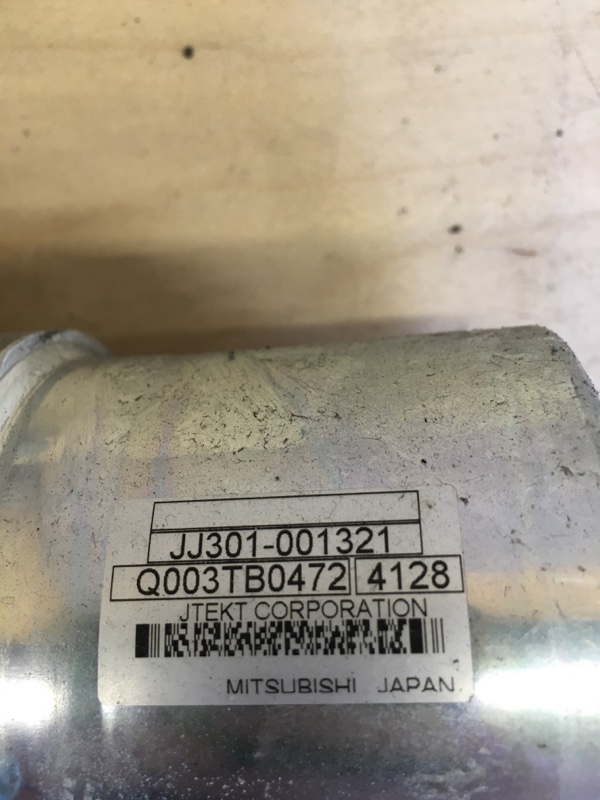 JJ301-001321
Q003TB0472 4128
JTEKT CORPORATION
MITSUBISHI JAPAN